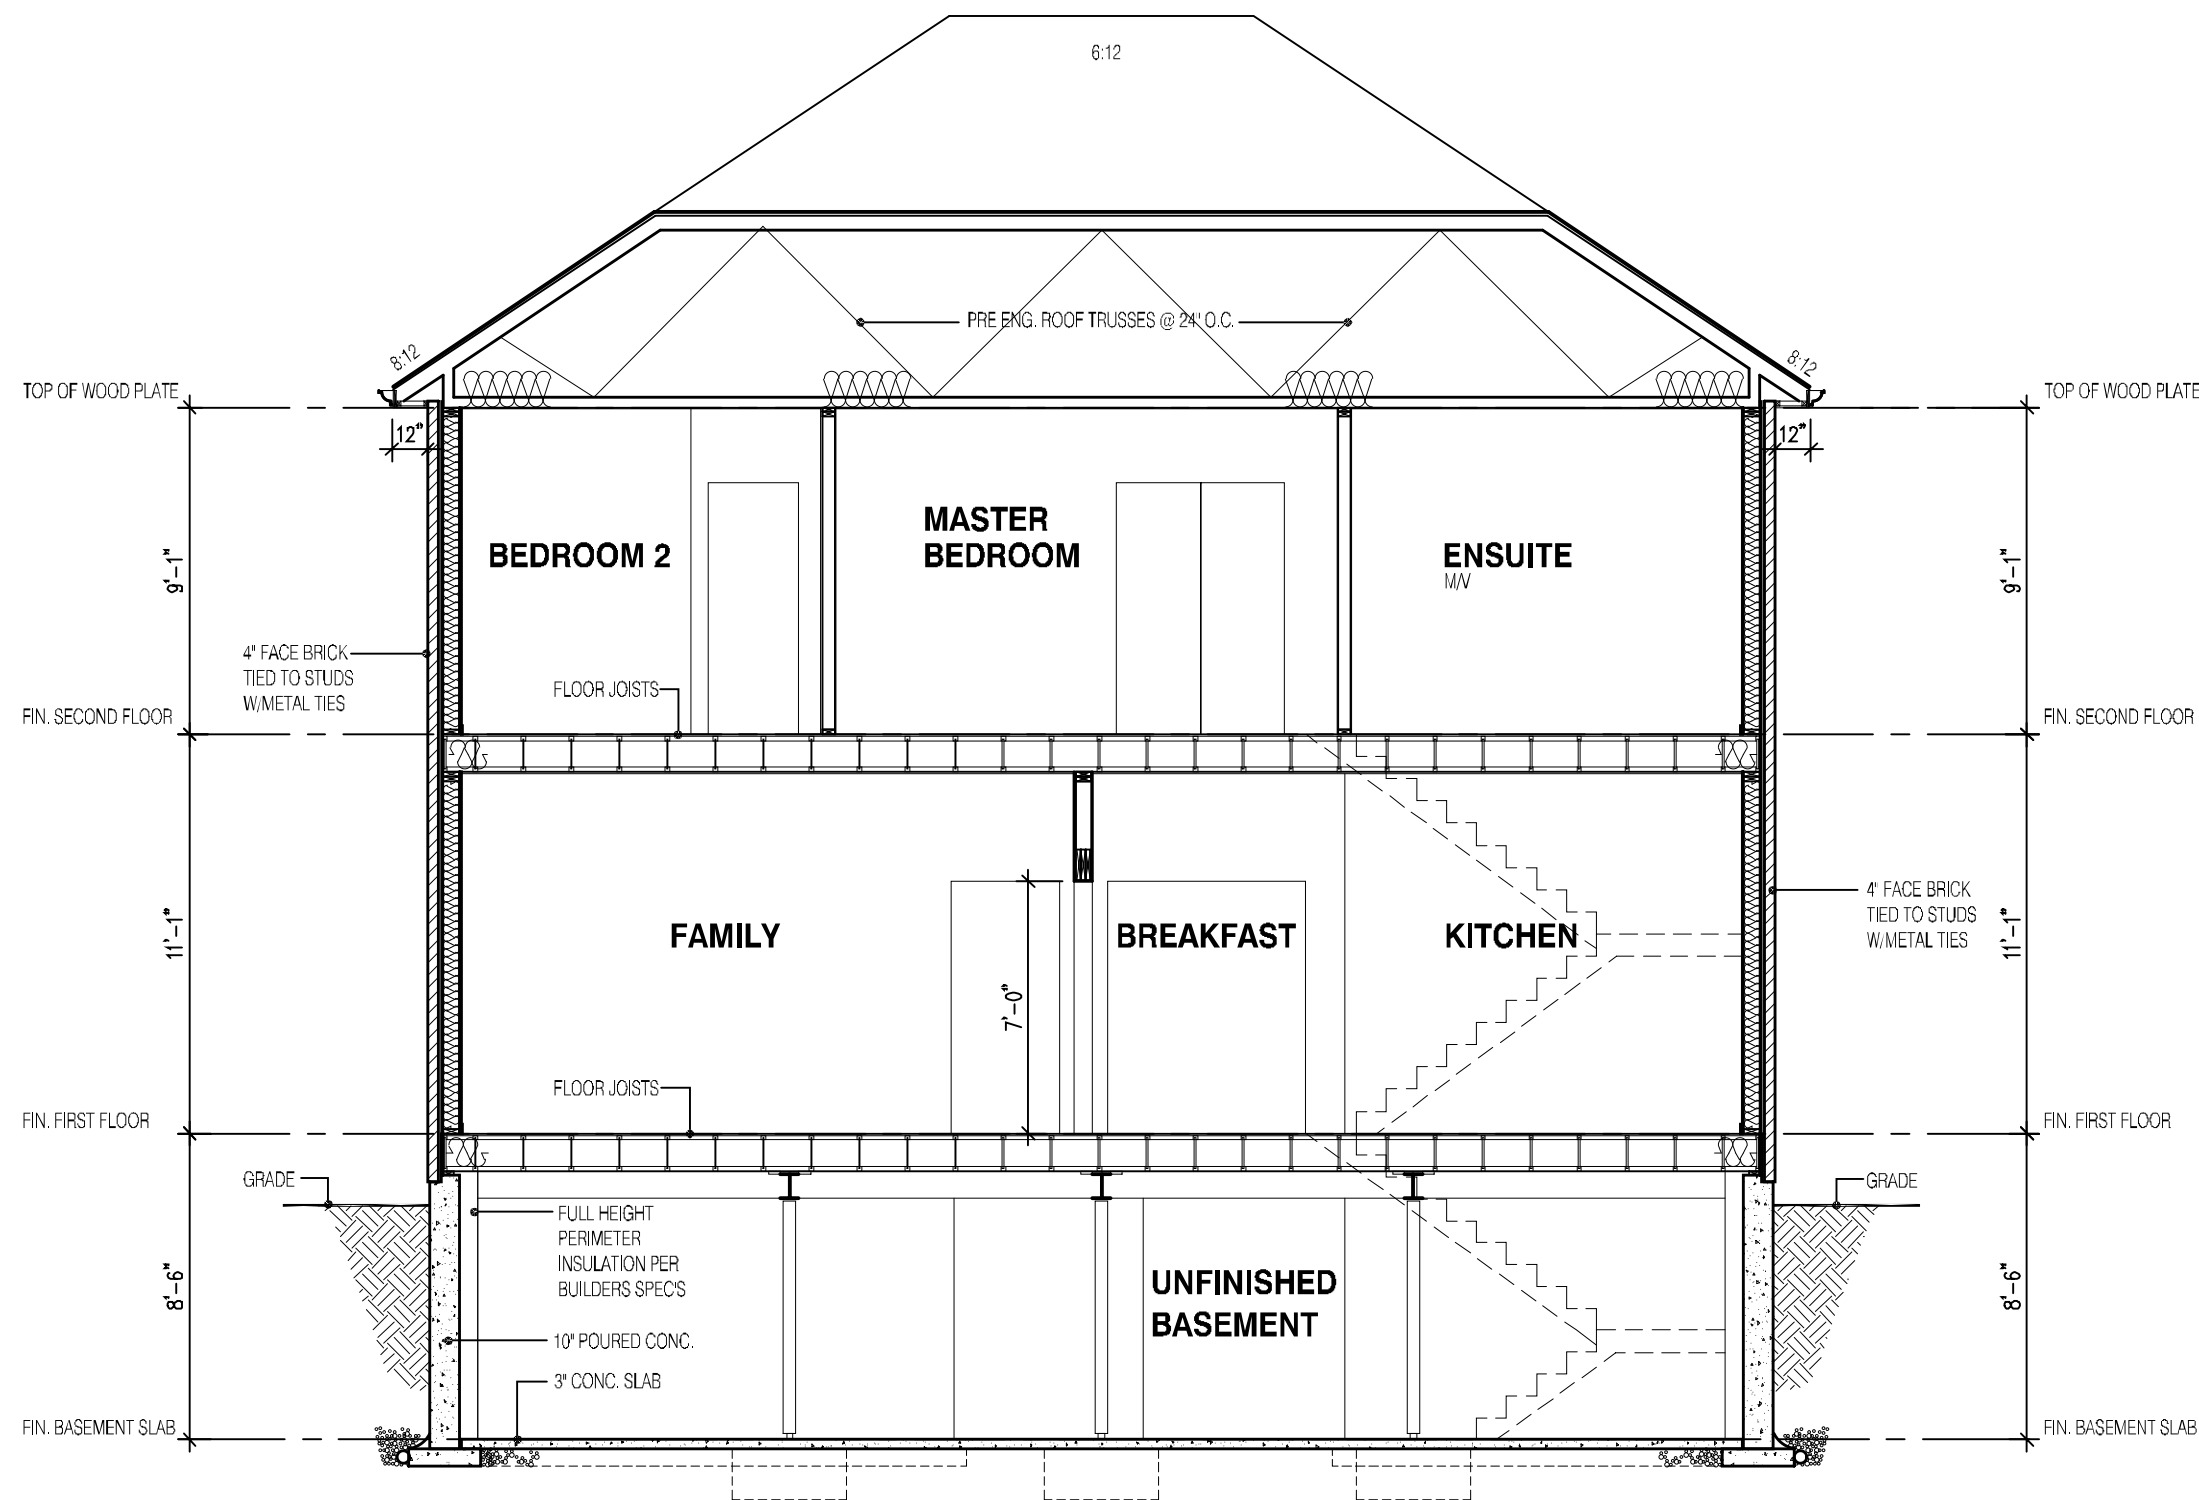 6:12
PRE ENG. ROOF TRUSSES @ 24" O.C.
8:12
8:12
TOP OF WOOD PLATE
TOP OF WOOD PLATE
12"
12"
MASTER
BEDROOM
BEDROOM 2
ENSUITE
M/V
9'-1"
9'-1"
4" FACE BRICK
TIED TO STUDS
W/METAL TIES
FLOOR JOISTS
FIN. SECOND FLOOR
FIN. SECOND FLOOR
4" FACE BRICK
TIED TO STUDS
W/METAL TIES
FAMILY
BREAKFAST
KITCHEN
11'-1"
11'-1"
7'-0"
FLOOR JOISTS
FIN. FIRST FLOOR
FIN. FIRST FLOOR
GRADE
GRADE
FULL HEIGHT
PERIMETER
INSULATION PER
BUILDERS SPEC'S
UNFINISHED
BASEMENT
8'-6"
8'-6"
10" POURED CONC.
3" CONC. SLAB
FIN. BASEMENT SLAB
FIN. BASEMENT SLAB